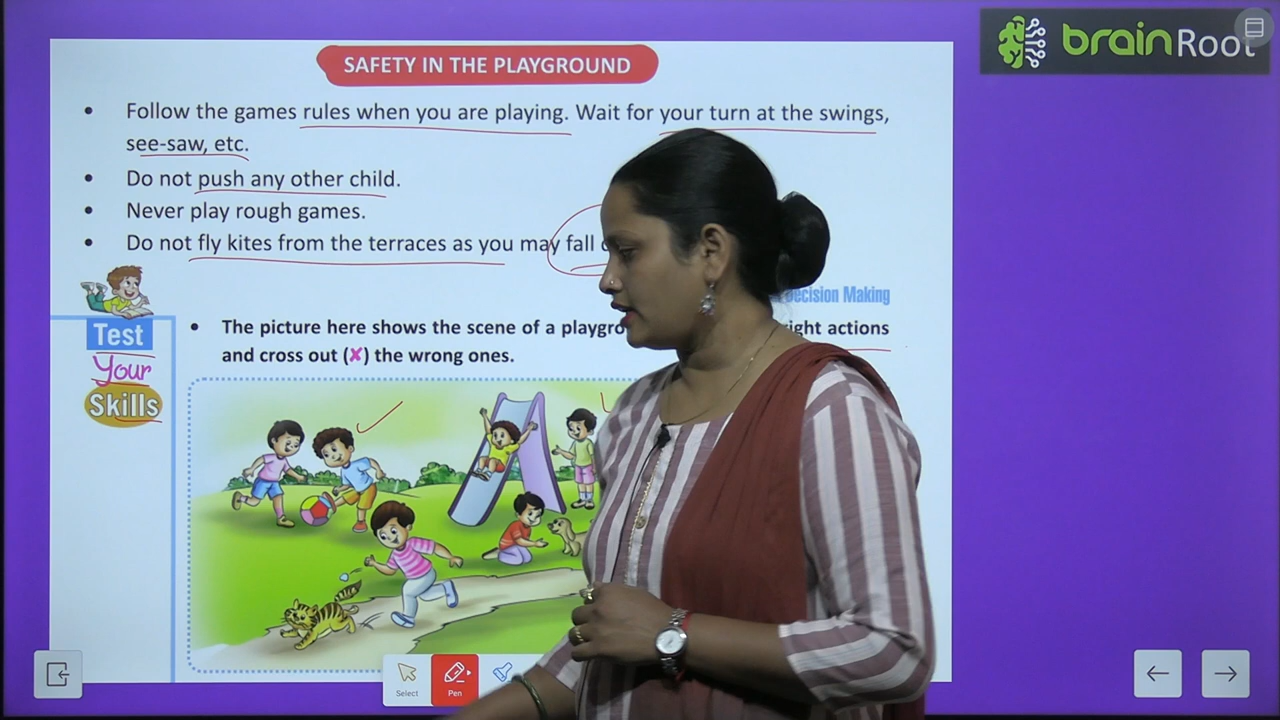 brainRoot
SAFETY IN THE PLAYGROUND
• Follow the games rules when you are playing. Wait for your turn at the swings,
see-saw, etc.
• Do not push any other child.
• Never play rough games.
• Do not fly kites from the terraces as you may fall
Decision Making
Test
Your
Skills
• The picture here shows the scene of a right actions
and cross out (✗) the wrong ones.
Select
Pen